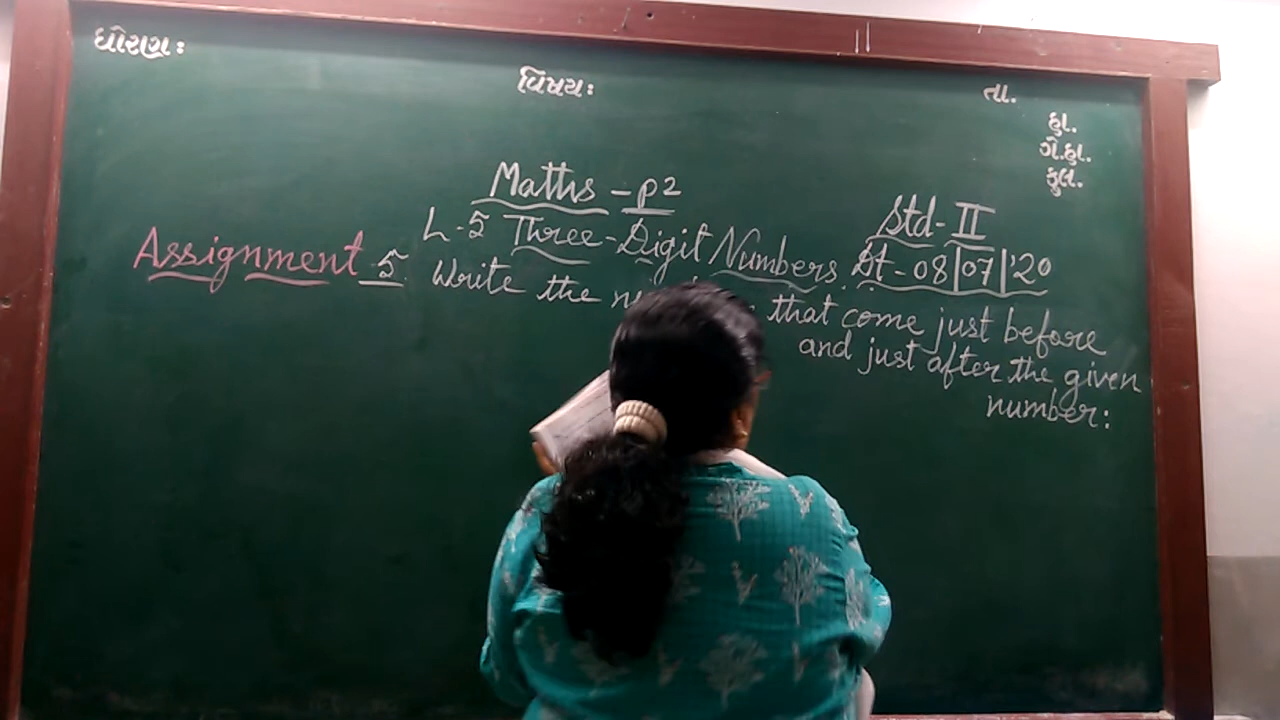 ધોરણ:
વિષય:
તા.
હા.
ગે.હા.
કુલ.
Maths - P2
Std - II
L-5 Three-Digit Numbers.
Dt - 08|07|'20
Assignment 5. Write the that come just before
and just after the given
number: